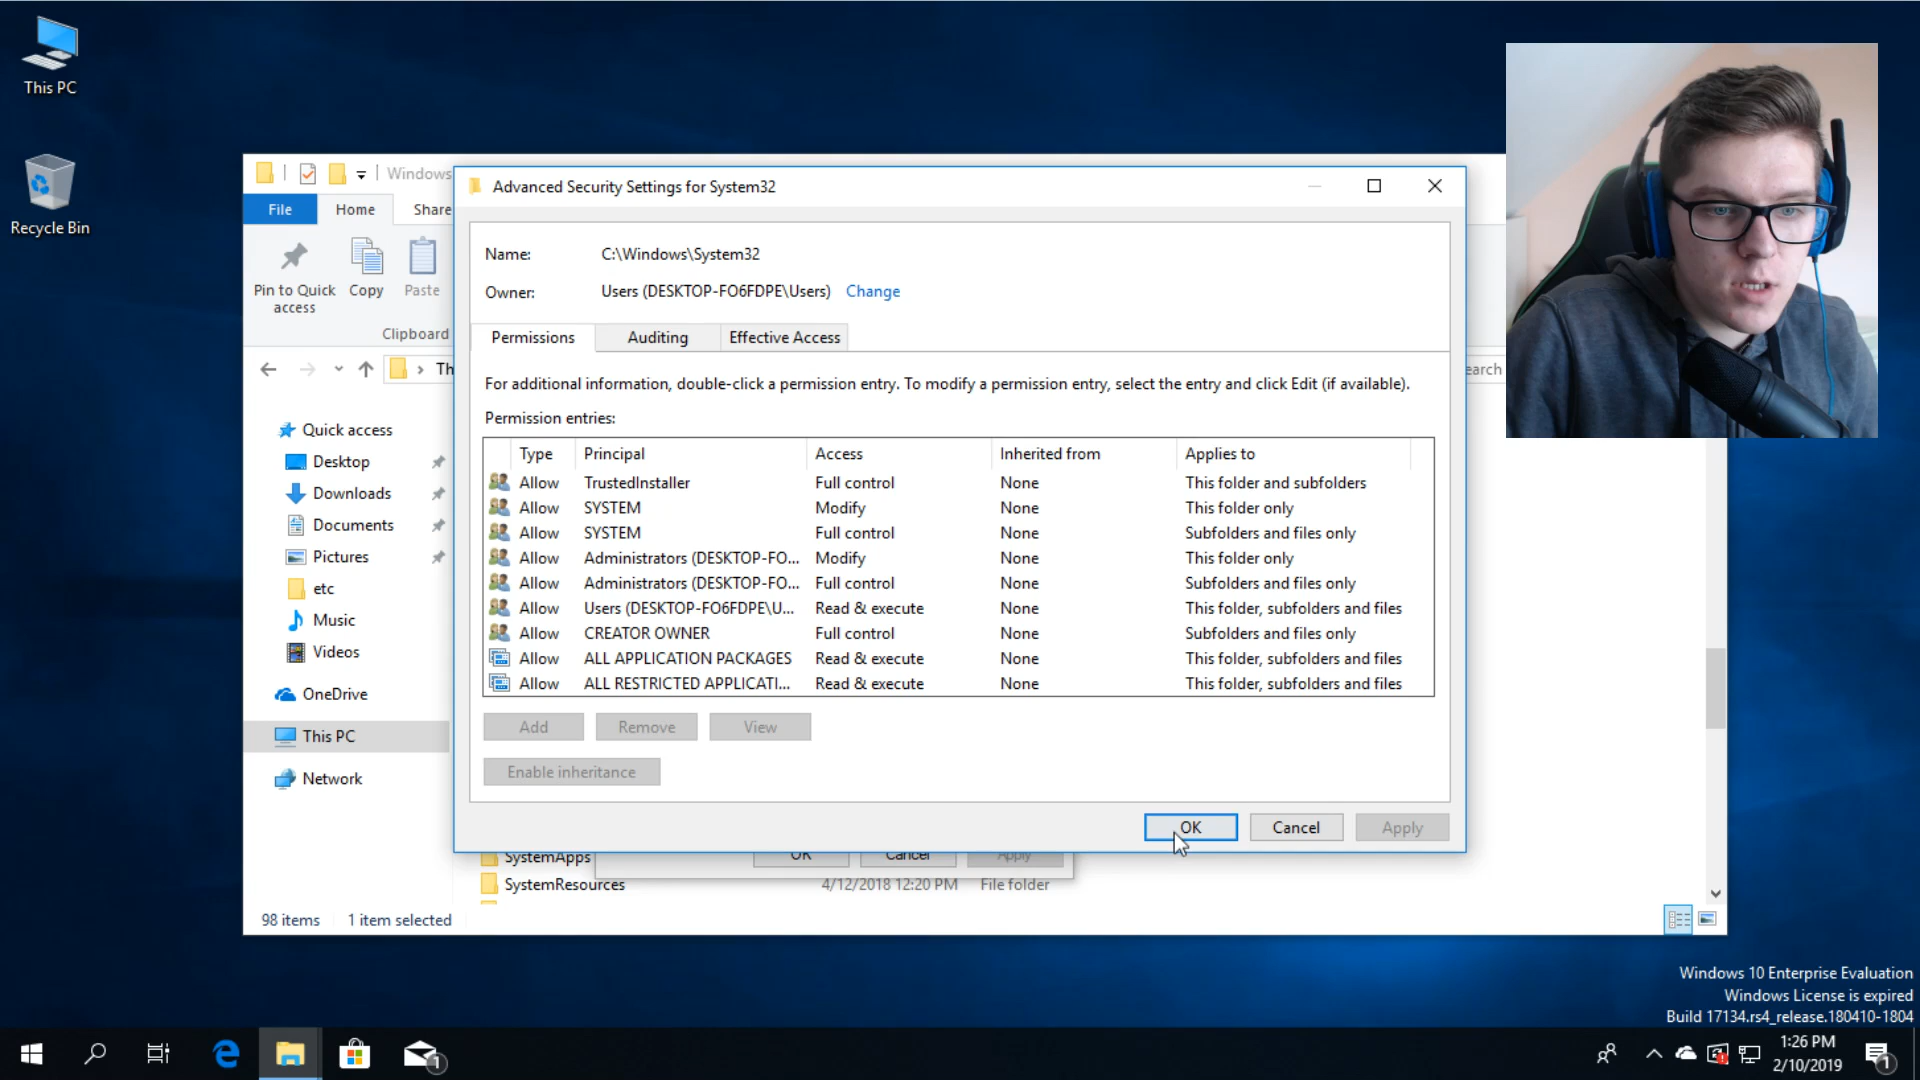 This PC
Recycle Bin
Windows
File
Home
Share
Pin to Quick access
Copy
Paste
Clipboard
Th
earch
Quick access
Desktop
Downloads
Documents
Pictures
etc
Music
Videos
OneDrive
This PC
Network
Advanced Security Settings for System32
Name: C:\Windows\System32
Owner: Users (DESKTOP-FO6FDPE\Users) Change
Permissions Auditing Effective Access
For additional information, double-click a permission entry. To modify a permission entry, select the entry and click Edit (if available).
Permission entries:
Type Principal Access Inherited from Applies to
Allow TrustedInstaller Full control None This folder and subfolders
Allow SYSTEM Modify None This folder only
Allow SYSTEM Full control None Subfolders and files only
Allow Administrators (DESKTOP-FO... Modify None This folder only
Allow Administrators (DESKTOP-FO... Full control None Subfolders and files only
Allow Users (DESKTOP-FO6FDPE\U... Read & execute None This folder, subfolders and files
Allow CREATOR OWNER Full control None Subfolders and files only
Allow ALL APPLICATION PACKAGES Read & execute None This folder, subfolders and files
Allow ALL RESTRICTED APPLICATI... Read & execute None This folder, subfolders and files
Add Remove View
Enable inheritance
OK Cancel Apply
SystemApps
OK Cancel Apply
SystemResources 4/12/2018 12:20 PM File folder
98 items 1 item selected
Windows 10 Enterprise Evaluation
Windows License is expired
Build 17134.rs4_release.180410-1804
1
1:26 PM
2/10/2019
1